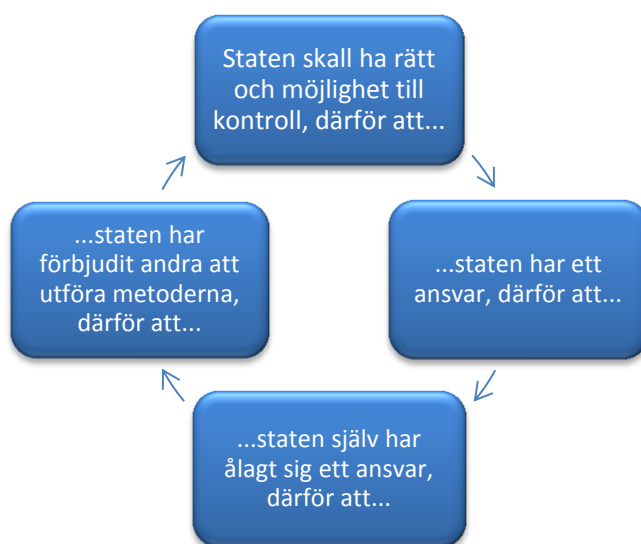 Staten skall ha rätt
och möjlighet till
kontroll, därför att...
...staten har ett
ansvar, därför att...
...staten själv har
ålagt sig ett ansvar,
därför att...
...staten har
förbjudit andra att
utföra metoderna,
därför att...